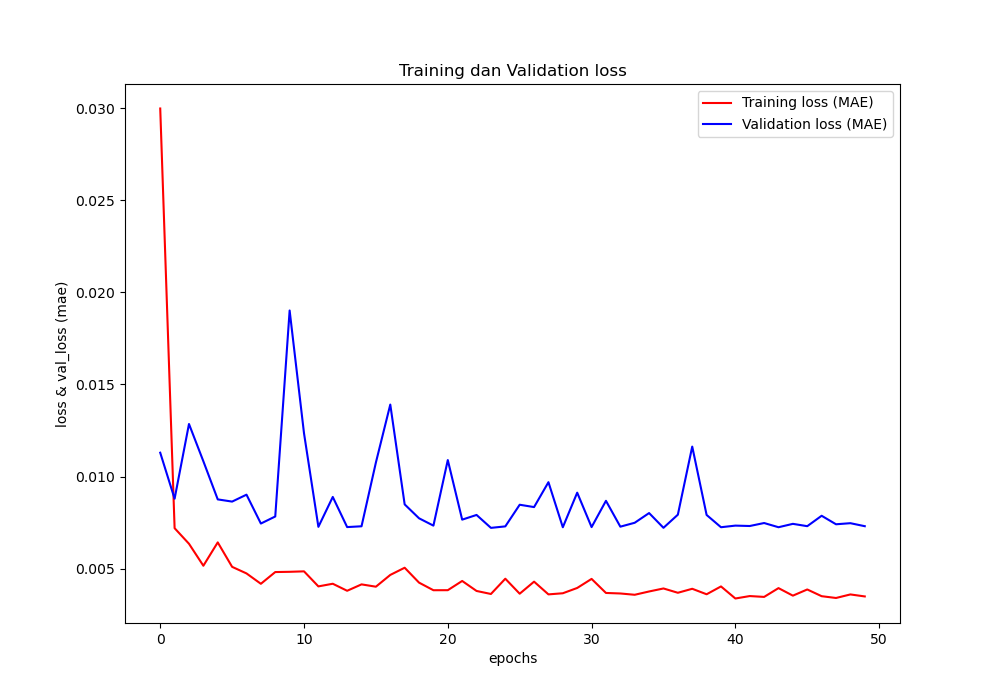 Training dan Validation loss
Training loss (MAE)
Validation loss (MAE)
0.030
0.025
0.020
0.015
0.010
0.005
loss & val_loss (mae)
0 10 20 30 40 50
epochs